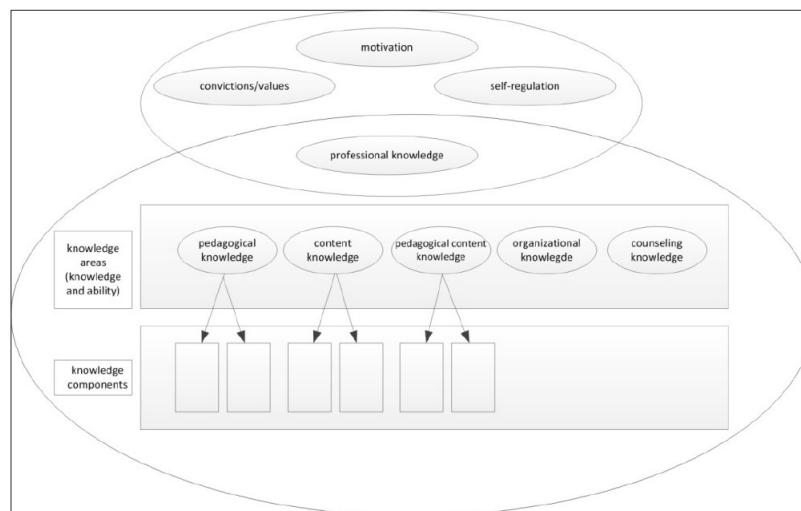 motivation
convictions/values
self-regulation
professional knowledge
knowledge
areas
(knowledge
and ability)
pedagogical
knowledge
content
knowledge
pedagogical content
knowledge
organizational
knowlegde
counseling
knowledge
knowledge
components